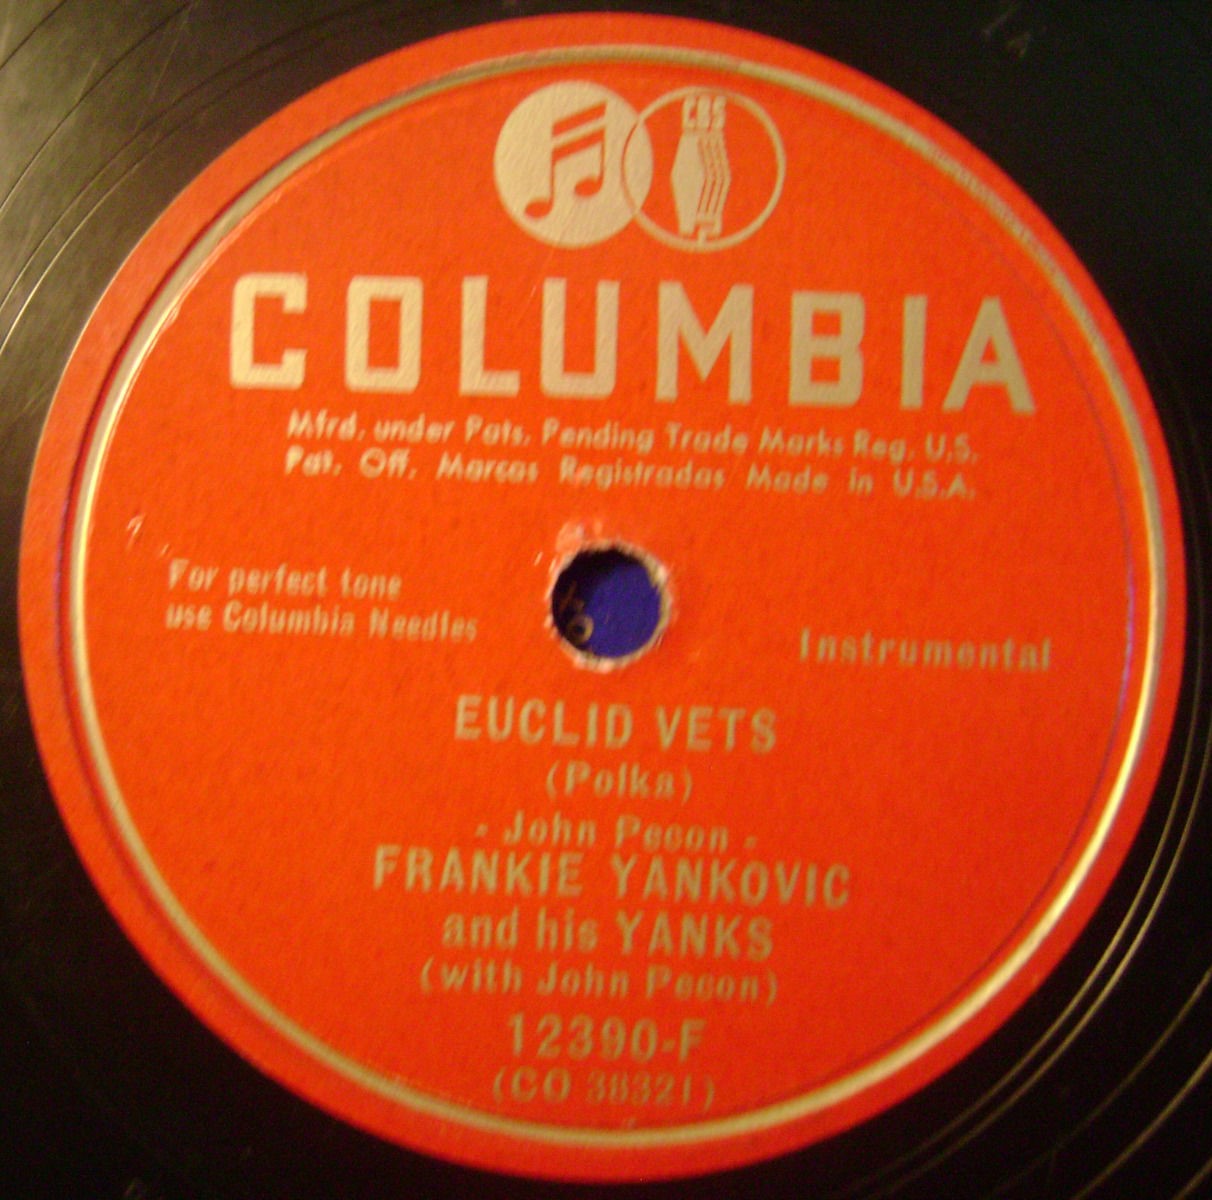 CBS
COLUMBIA
Mfrd. under Pats. Pending Trade Marks Reg. U.S.
Pat. Off. Marcas Registradas Made in U.S.A.
For perfect tone
use Columbia Needles
Instrumental
EUCLID VETS
(Polka)
- John Pecon -
FRANKIE YANKOVIC
and his YANKS
(with John Pecon)
12390-F
(CO 38321)